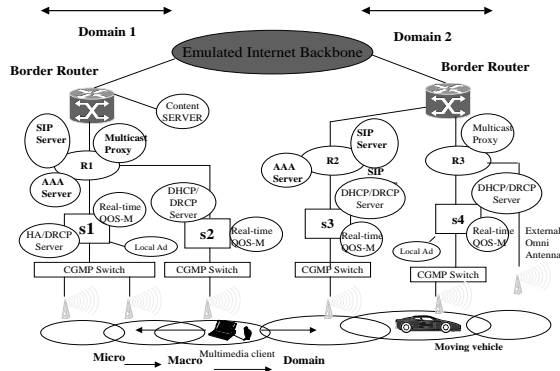 Domain 1
Domain 2
Emulated Internet Backbone
Border Router
Border Router
Content
SERVER
SIP
Server
Multicast
Proxy
R1
AAA
Server
SIP
Server
R2
AAA
Server
SIP
R3
Multicast
Proxy
HA/DRCP
Server
s1
Real-time
QOS-M
Local Ad
DHCP/
DRCP
Server
s2
Real-time
QOS-M
DHCP/DRCP
Server
s3
Real-time
QOS-M
DHCP/DRCP
Server
s4
Real-time
QOS-M
Local Ad
External
Omni
Antenna
CGMP Switch
CGMP Switch
CGMP Switch
CGMP Switch
Micro
Macro
Multimedia client
Domain
Moving vehicle